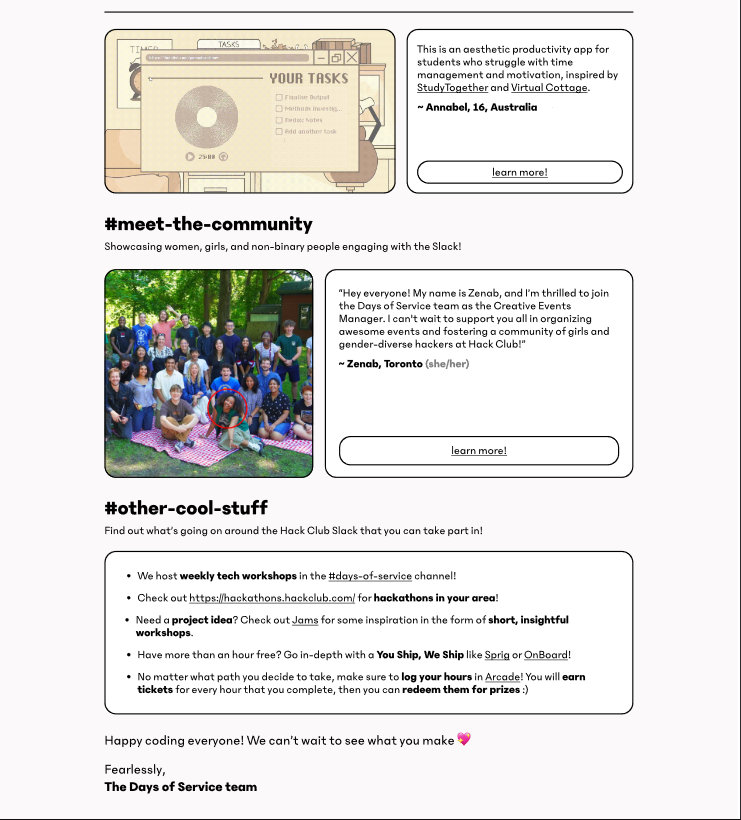 TIMER
TASKS
YOUR TASKS
Finalise Output
Methods Investig...
Add another task
25:00
This is an aesthetic productivity app for
students who struggle with time
management and motivation, inspired by
StudyTogether and Virtual Cottage.
~ Annabel, 16, Australia
learn more!
#meet-the-community
Showcasing women, girls, and non-binary people engaging with the Slack!
“Hey everyone! My name is Zenab, and I’m thrilled to join
the Days of Service team as the Creative Events
Manager. I can't wait to support you all in organizing
awesome events and fostering a community of girls and
gender-diverse hackers at Hack Club!”
~ Zenab, Toronto (she/her)
learn more!
#other-cool-stuff
Find out what’s going on around the Hack Club Slack that you can take part in!
• We host weekly tech workshops in the #days-of-service channel!
• Check out https://hackathons.hackclub.com/ for hackathons in your area!
• Need a project idea? Check out Jams for some inspiration in the form of short, insightful
workshops.
• Have more than an hour free? Go in-depth with a You Ship, We Ship like Sprig or OnBoard!
• No matter what path you decide to take, make sure to log your hours in Arcade! You will earn
tickets for every hour that you complete, then you can redeem them for prizes :)
Happy coding everyone! We can’t wait to see what you make 💖
Fearlessly,
The Days of Service team